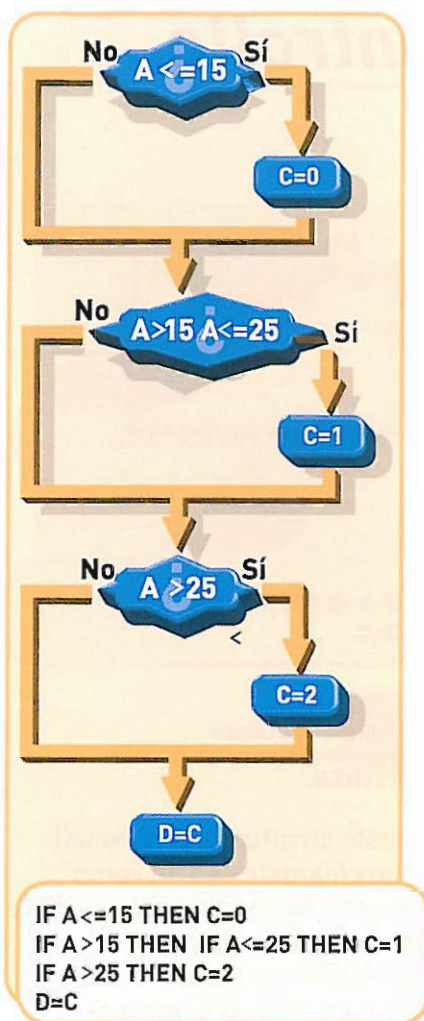 No Sí
A <=15
C=0
No Sí
A>15 A<=25
C=1
No Sí
A >25
<
C=2
D=C
IF A<=15 THEN C=0
IF A>15 THEN IF A<=25 THEN C=1
IF A>25 THEN C=2
D=C